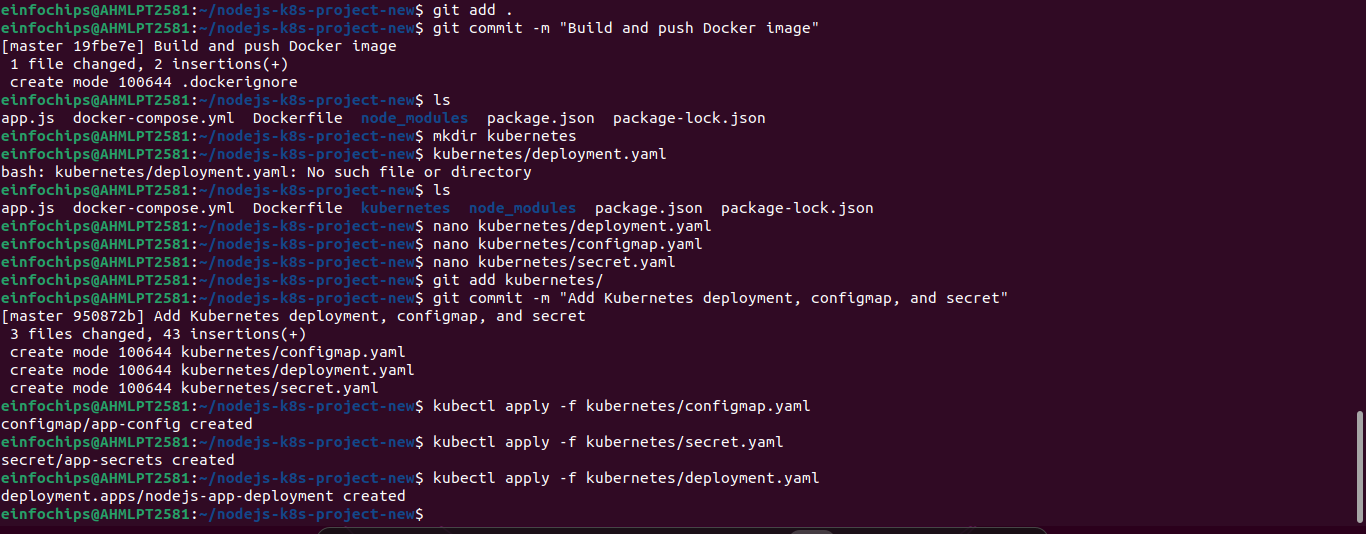 einfochips@AHMLPT2581:~/nodejs-k8s-project-new$ git add .
einfochips@AHMLPT2581:~/nodejs-k8s-project-new$ git commit -m "Build and push Docker image"
[master 19fbe7e] Build and push Docker image
 1 file changed, 2 insertions(+)
 create mode 100644 .dockerignore
einfochips@AHMLPT2581:~/nodejs-k8s-project-new$ ls
app.js  docker-compose.yml  Dockerfile  node_modules  package.json  package-lock.json
einfochips@AHMLPT2581:~/nodejs-k8s-project-new$ mkdir kubernetes
einfochips@AHMLPT2581:~/nodejs-k8s-project-new$ kubernetes/deployment.yaml
bash: kubernetes/deployment.yaml: No such file or directory
einfochips@AHMLPT2581:~/nodejs-k8s-project-new$ ls
app.js  docker-compose.yml  Dockerfile  kubernetes  node_modules  package.json  package-lock.json
einfochips@AHMLPT2581:~/nodejs-k8s-project-new$ nano kubernetes/deployment.yaml
einfochips@AHMLPT2581:~/nodejs-k8s-project-new$ nano kubernetes/configmap.yaml
einfochips@AHMLPT2581:~/nodejs-k8s-project-new$ nano kubernetes/secret.yaml
einfochips@AHMLPT2581:~/nodejs-k8s-project-new$ git add kubernetes/
einfochips@AHMLPT2581:~/nodejs-k8s-project-new$ git commit -m "Add Kubernetes deployment, configmap, and secret"
[master 950872b] Add Kubernetes deployment, configmap, and secret
 3 files changed, 43 insertions(+)
 create mode 100644 kubernetes/configmap.yaml
 create mode 100644 kubernetes/deployment.yaml
 create mode 100644 kubernetes/secret.yaml
einfochips@AHMLPT2581:~/nodejs-k8s-project-new$ kubectl apply -f kubernetes/configmap.yaml
configmap/app-config created
einfochips@AHMLPT2581:~/nodejs-k8s-project-new$ kubectl apply -f kubernetes/secret.yaml
secret/app-secrets created
einfochips@AHMLPT2581:~/nodejs-k8s-project-new$ kubectl apply -f kubernetes/deployment.yaml
deployment.apps/nodejs-app-deployment created
einfochips@AHMLPT2581:~/nodejs-k8s-project-new$